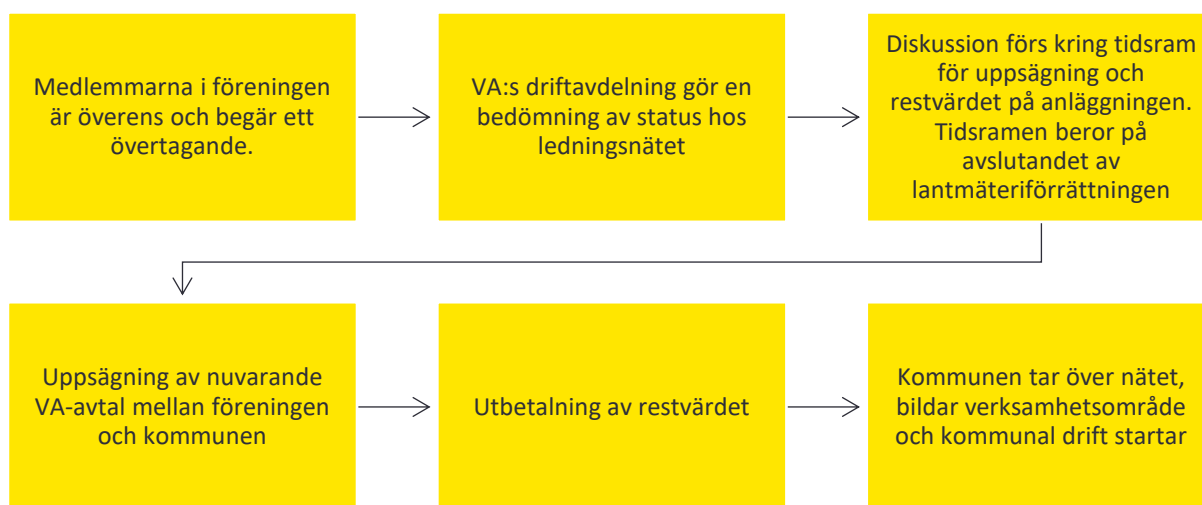 Medlemmarna i föreningen
är överens och begär ett
övertagande.
VA:s driftavdelning gör en
bedömning av status hos
ledningsnätet
Diskussion förs kring tidsram
för uppsägning och
restvärdet på anläggningen.
Tidsramen beror på
avslutandet av
lantmäteriförrättningen
Uppsägning av nuvarande
VA-avtal mellan föreningen
och kommunen
Utbetalning av restvärdet
Kommunen tar över nätet,
bildar verksamhetsområde
och kommunal drift startar